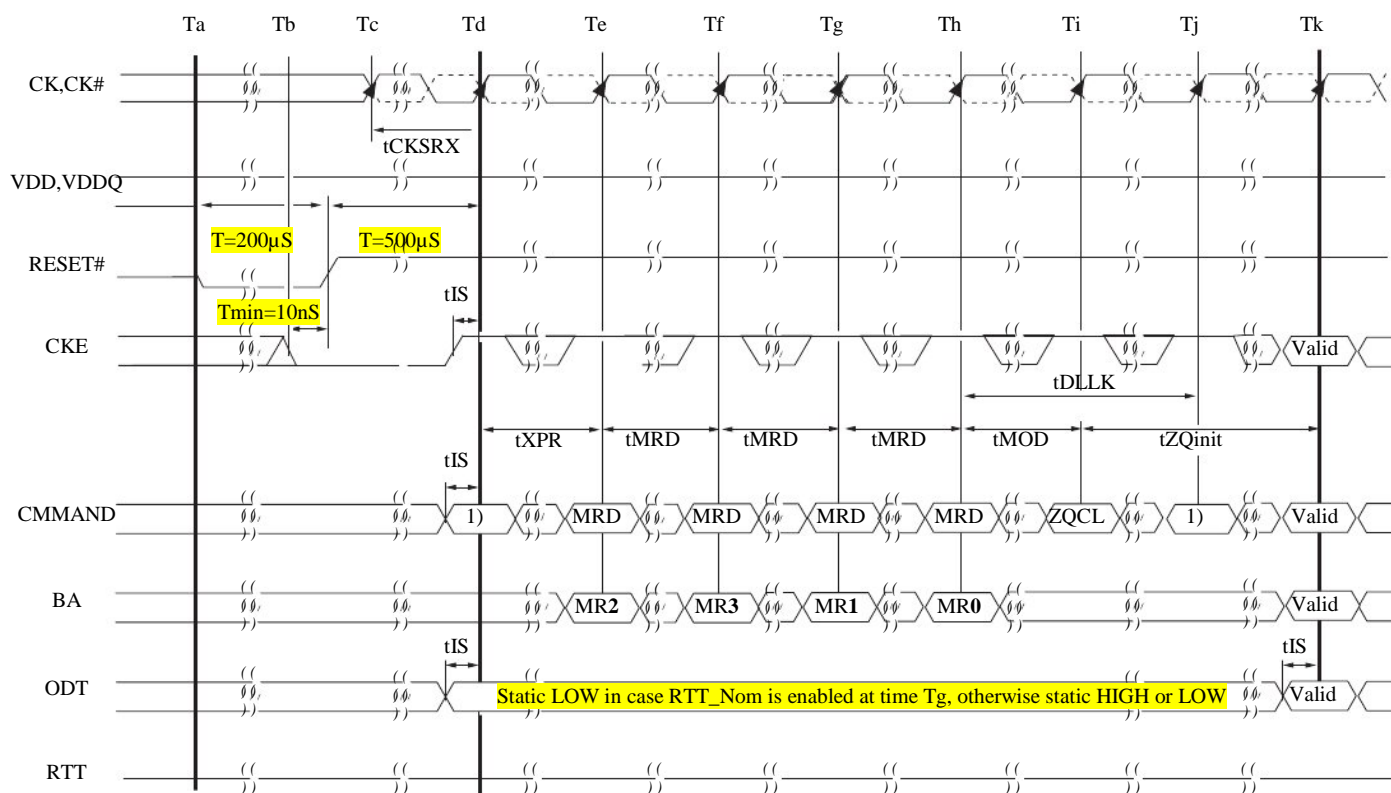 Ta Tb Tc Td Te Tf Tg Th Ti Tj Tk
CK,CK#
tCKSRX
VDD,VDDQ
T=200µS T=500µS
RESET#
Tmin=10nS tIS
CKE Valid
tDLLK
tXPR tMRD tMRD tMRD tMOD tZQinit
tIS
CMMAND 1) MRD MRD MRD MRD ZQCL 1) Valid
BA MR2 MR3 MR1 MR0 Valid
tIS tIS
ODT Static LOW in case RTT_Nom is enabled at time Tg, otherwise static HIGH or LOW Valid
RTT